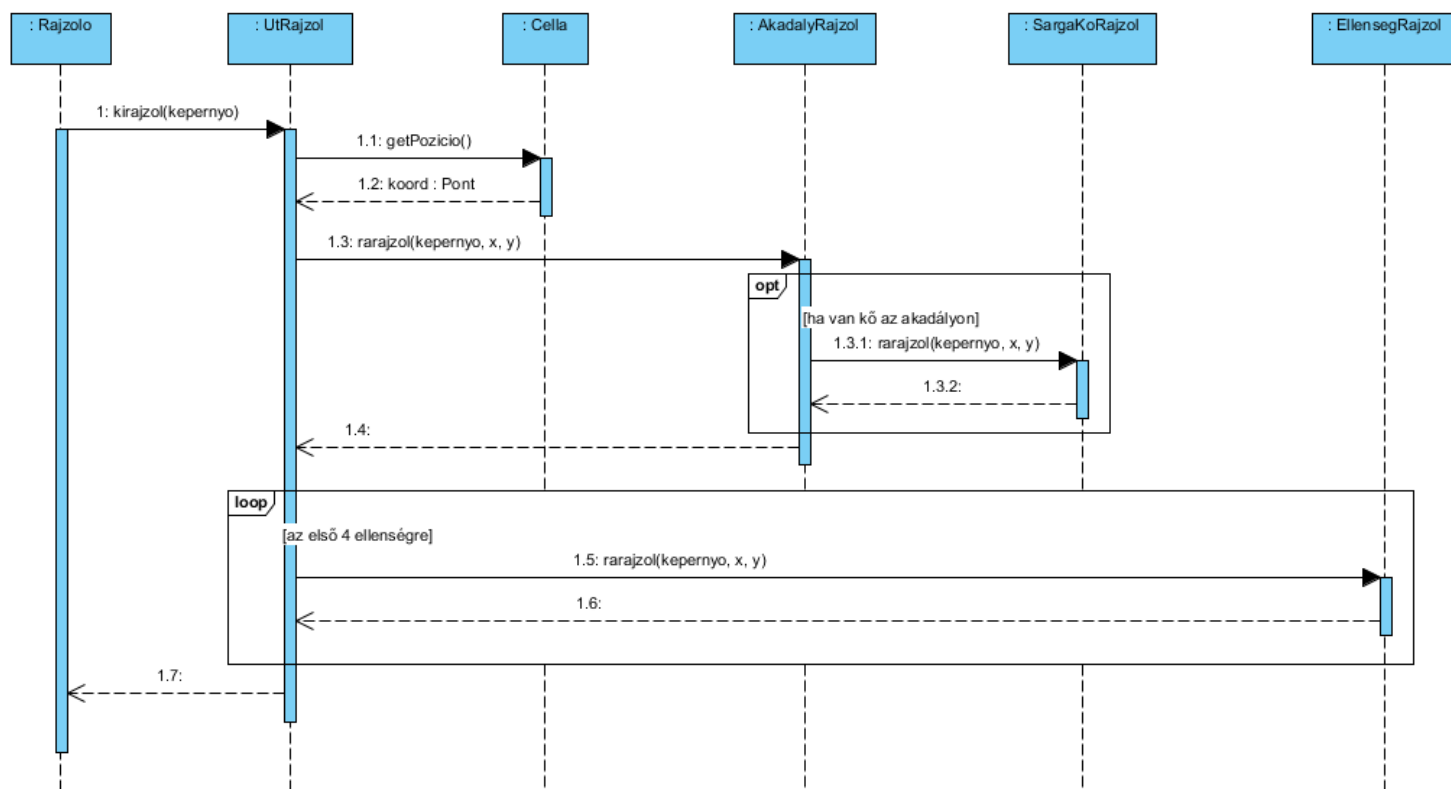 : Rajzolo
: UtRajzol
: Cella
: AkadalyRajzol
: SargaKoRajzol
: EllensegRajzol
1: kirajzol(kepernyo)
1.1: getPozicio()
1.2: koord : Pont
1.3: rarajzol(kepernyo, x, y)
opt
[ha van kő az akadályon]
1.3.1: rarajzol(kepernyo, x, y)
1.3.2:
1.4:
loop
[az első 4 ellenségre]
1.5: rarajzol(kepernyo, x, y)
1.6:
1.7: